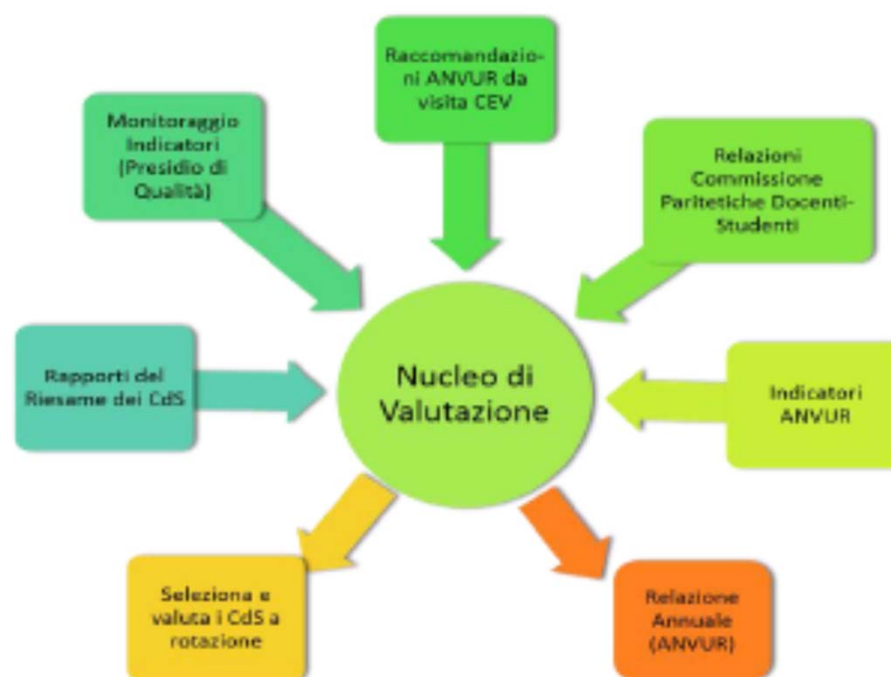 Raccomandazio-
ni ANVUR da
visita CEV
Monitoraggio
Indicatori
(Presidio di
Qualità)
Relazioni
Commissione
Paritetiche Docenti-
Studenti
Rapporti del
Riesame dei CdS
Nucleo di
Valutazione
Indicatori
ANVUR
Seleziona e
valuta i CdS a
rotazione
Relazione
Annuale
(ANVUR)